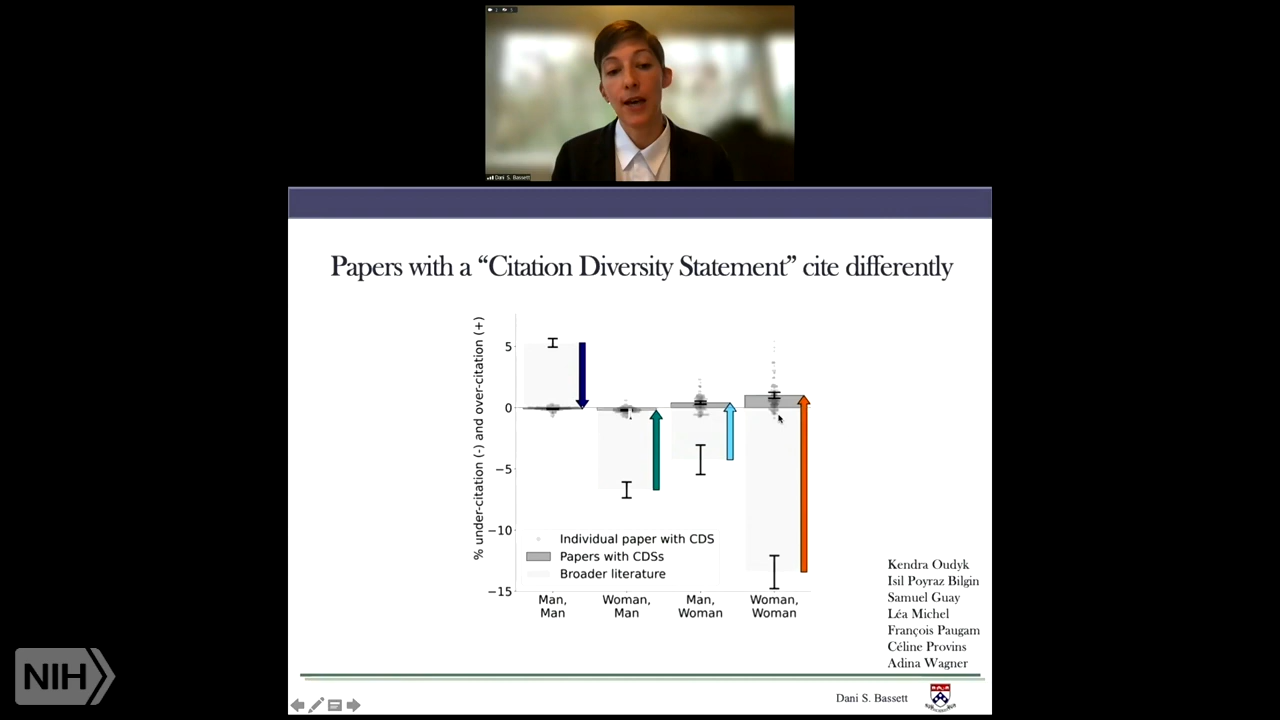 Dani S. Bassett
Papers with a “Citation Diversity Statement” cite differently
% under-citation (-) and over-citation (+)
5
0
−5
−10
−15
Individual paper with CDS
Papers with CDSs
Broader literature
Man,
Man
Woman,
Man
Man,
Woman
Woman,
Woman
Kendra Oudyk
Isil Poyraz Bilgin
Samuel Guay
Léa Michel
François Paugam
Céline Provins
Adina Wagner
NIH
Dani S. Bassett